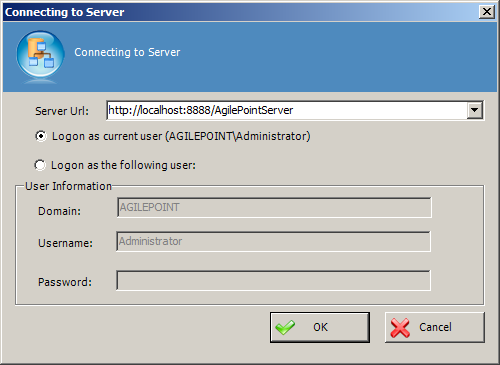 Connecting to Server
Connecting to Server
Server Url: http://localhost:8888/AgilePointServer
Logon as current user (AGILEPOINT\Administrator)
Logon as the following user:
User Information
Domain: AGILEPOINT
Username: Administrator
Password:
OK Cancel